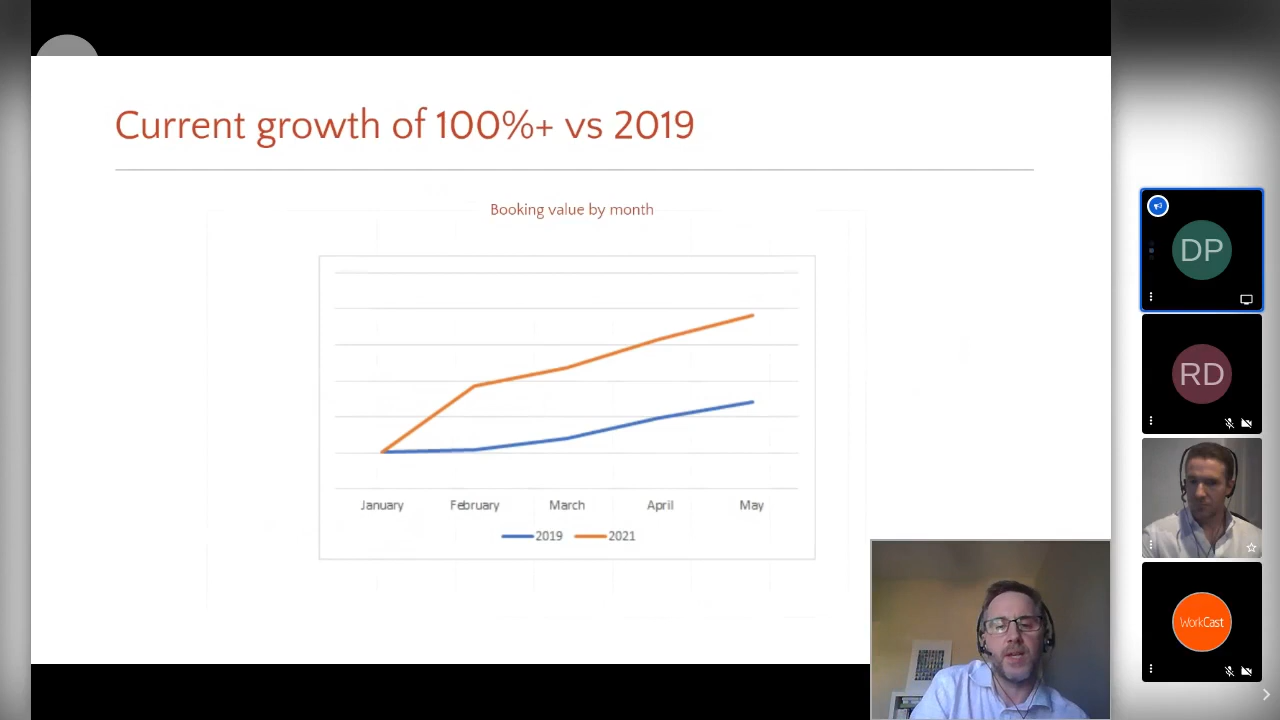 Current growth of 100%+ vs 2019
Booking value by month
January February March April May
2019 2021
DP
RD
WorkCast